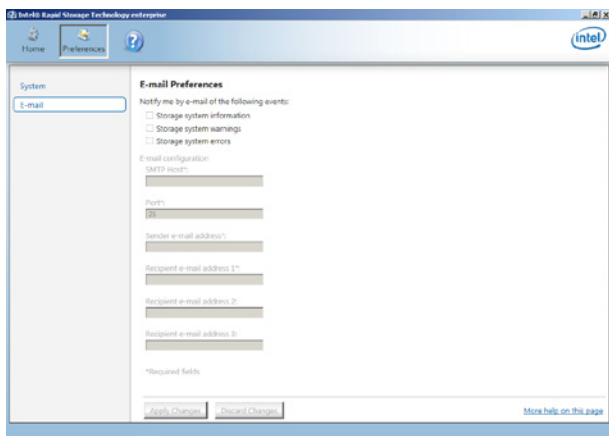 Intel® Rapid Storage Technology enterprise
Home
Preferences
?
intel
System
E-mail
E-mail Preferences
Notify me by e-mail of the following events:
Storage system information
Storage system warnings
Storage system errors
E-mail configuration
SMTP Host*:
Port*:
25
Sender e-mail address*:
Recipient e-mail address 1*:
Recipient e-mail address 2:
Recipient e-mail address 3:
*Required fields
Apply Changes
Discard Changes
More help on this page